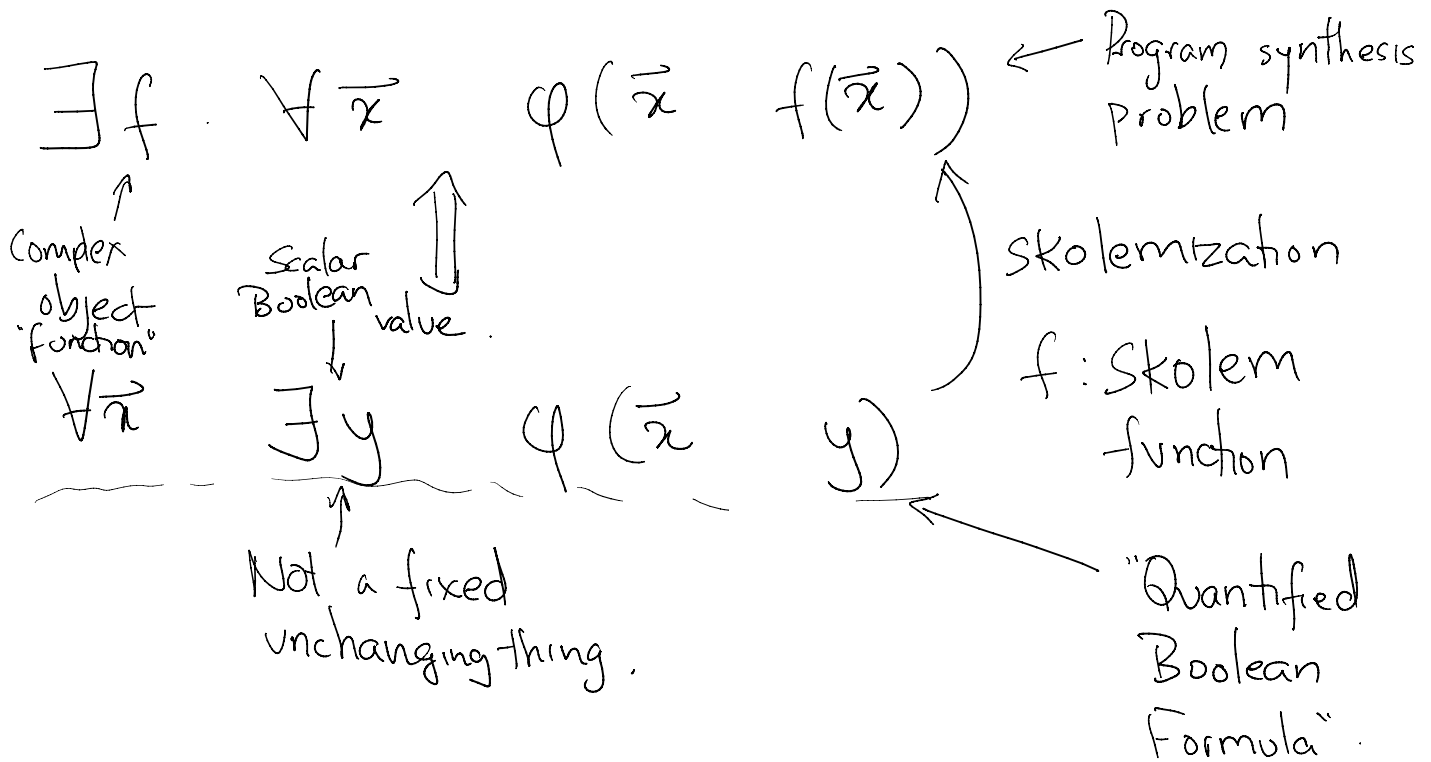 ∃f . ∀x⃗ φ(x⃗ f(x⃗))
Program synthesis
problem
Complex
object
"function"
Scalar
Boolean
value.
skolemization
f: Skolem
function
∀x⃗ ∃y φ(x⃗ y)
Not a fixed
unchanging thing.
"Quantified
Boolean
Formula".